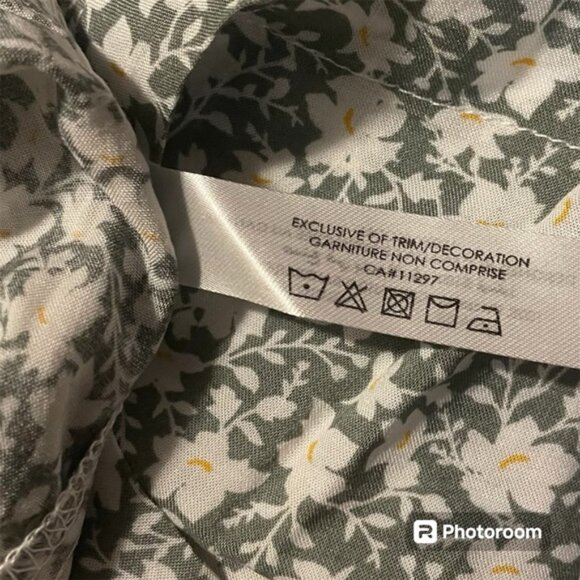 EXCLUSIVE OF TRIM/DECORATION
GARNITURE NON COMPRISE
CA#11297
Photoroom